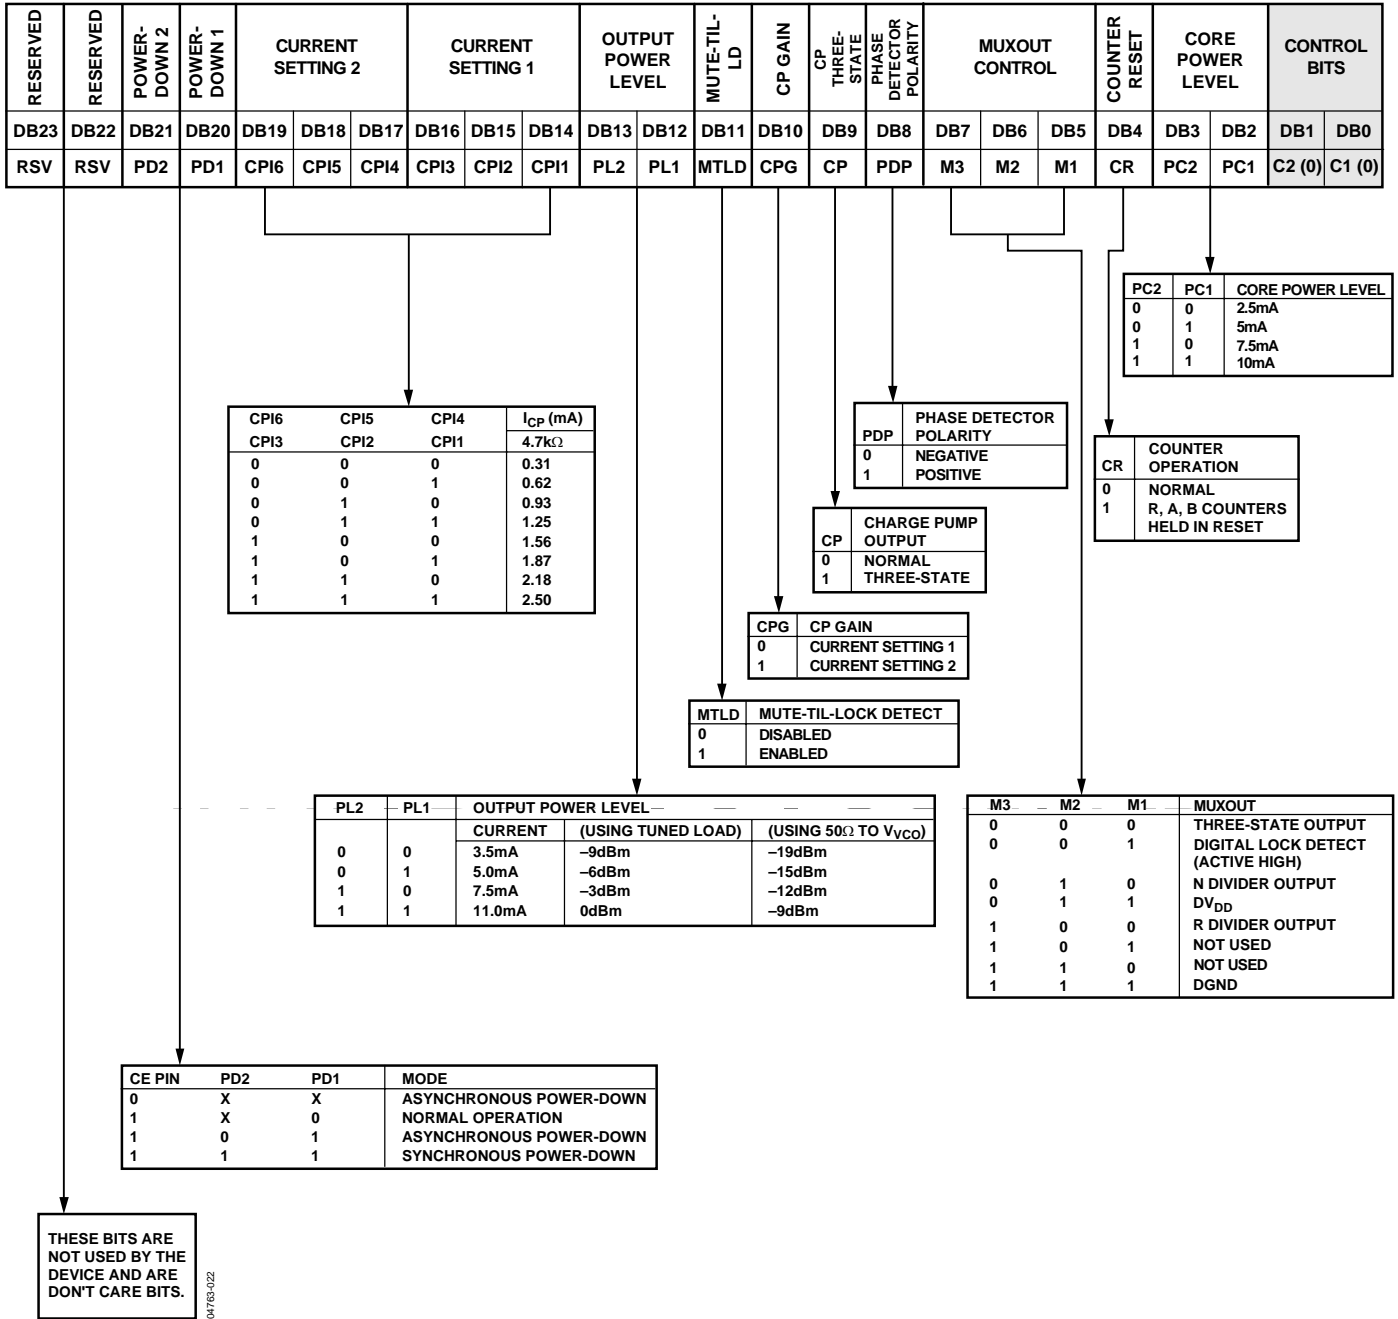 RESERVED RESERVED POWER-DOWN 2 POWER-DOWN 1 CURRENT SETTING 2 CURRENT SETTING 1 OUTPUT POWER LEVEL MUTE-TIL-LD CP GAIN CP THREE-STATE PHASE DETECTOR POLARITY MUXOUT CONTROL COUNTER RESET CORE POWER LEVEL CONTROL BITS
DB23 DB22 DB21 DB20 DB19 DB18 DB17 DB16 DB15 DB14 DB13 DB12 DB11 DB10 DB9 DB8 DB7 DB6 DB5 DB4 DB3 DB2 DB1 DB0
RSV RSV PD2 PD1 CPI6 CPI5 CPI4 CPI3 CPI2 CPI1 PL2 PL1 MTLD CPG CP PDP M3 M2 M1 CR PC2 PC1 C2 (0) C1 (0)
PC2 PC1 CORE POWER LEVEL
0 0 2.5mA
0 1 5mA
1 0 7.5mA
1 1 10mA
CPI6 CPI5 CPI4 ICP (mA)
CPI3 CPI2 CPI1 4.7kΩ
0 0 0 0.31
0 0 1 0.62
0 1 0 0.93
0 1 1 1.25
1 0 0 1.56
1 0 1 1.87
1 1 0 2.18
1 1 1 2.50
PHASE DETECTOR
PDP POLARITY
0 NEGATIVE
1 POSITIVE
COUNTER
CR OPERATION
0 NORMAL
1 R, A, B COUNTERS
HELD IN RESET
CHARGE PUMP
CP OUTPUT
0 NORMAL
1 THREE-STATE
CPG CP GAIN
0 CURRENT SETTING 1
1 CURRENT SETTING 2
MTLD MUTE-TIL-LOCK DETECT
0 DISABLED
1 ENABLED
PL2 PL1 OUTPUT POWER LEVEL
CURRENT (USING TUNED LOAD) (USING 50Ω TO VVCO)
0 0 3.5mA –9dBm –19dBm
0 1 5.0mA –6dBm –15dBm
1 0 7.5mA –3dBm –12dBm
1 1 11.0mA 0dBm –9dBm
M3 M2 M1 MUXOUT
0 0 0 THREE-STATE OUTPUT
0 0 1 DIGITAL LOCK DETECT
(ACTIVE HIGH)
0 1 0 N DIVIDER OUTPUT
0 1 1 DVDD
1 0 0 R DIVIDER OUTPUT
1 0 1 NOT USED
1 1 0 NOT USED
1 1 1 DGND
CE PIN PD2 PD1 MODE
0 X X ASYNCHRONOUS POWER-DOWN
1 X 0 NORMAL OPERATION
1 0 1 ASYNCHRONOUS POWER-DOWN
1 1 1 SYNCHRONOUS POWER-DOWN
THESE BITS ARE
NOT USED BY THE
DEVICE AND ARE
DON'T CARE BITS.
04763-022